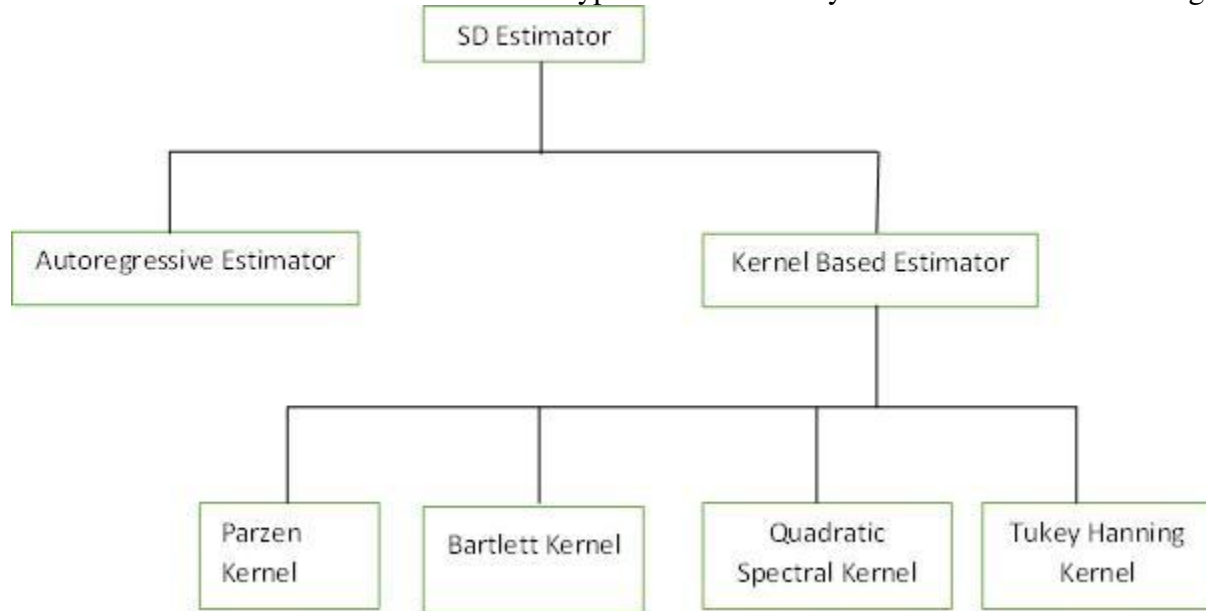 SD Estimator
Autoregressive Estimator
Kernel Based Estimator
Parzen
Kernel
Bartlett Kernel
Quadratic
Spectral Kernel
Tukey Hanning
Kernel